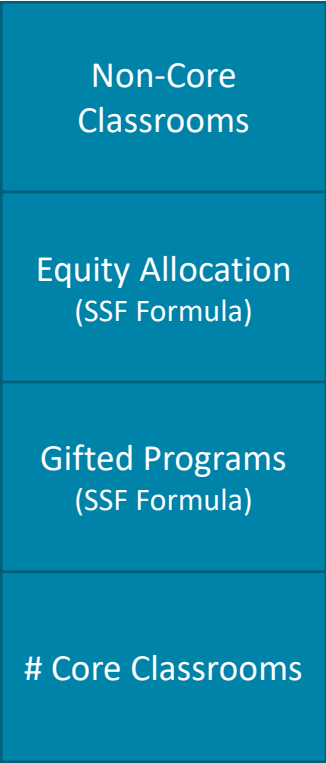 Non-Core
Classrooms
Equity Allocation
(SSF Formula)
Gifted Programs
(SSF Formula)
# Core Classrooms